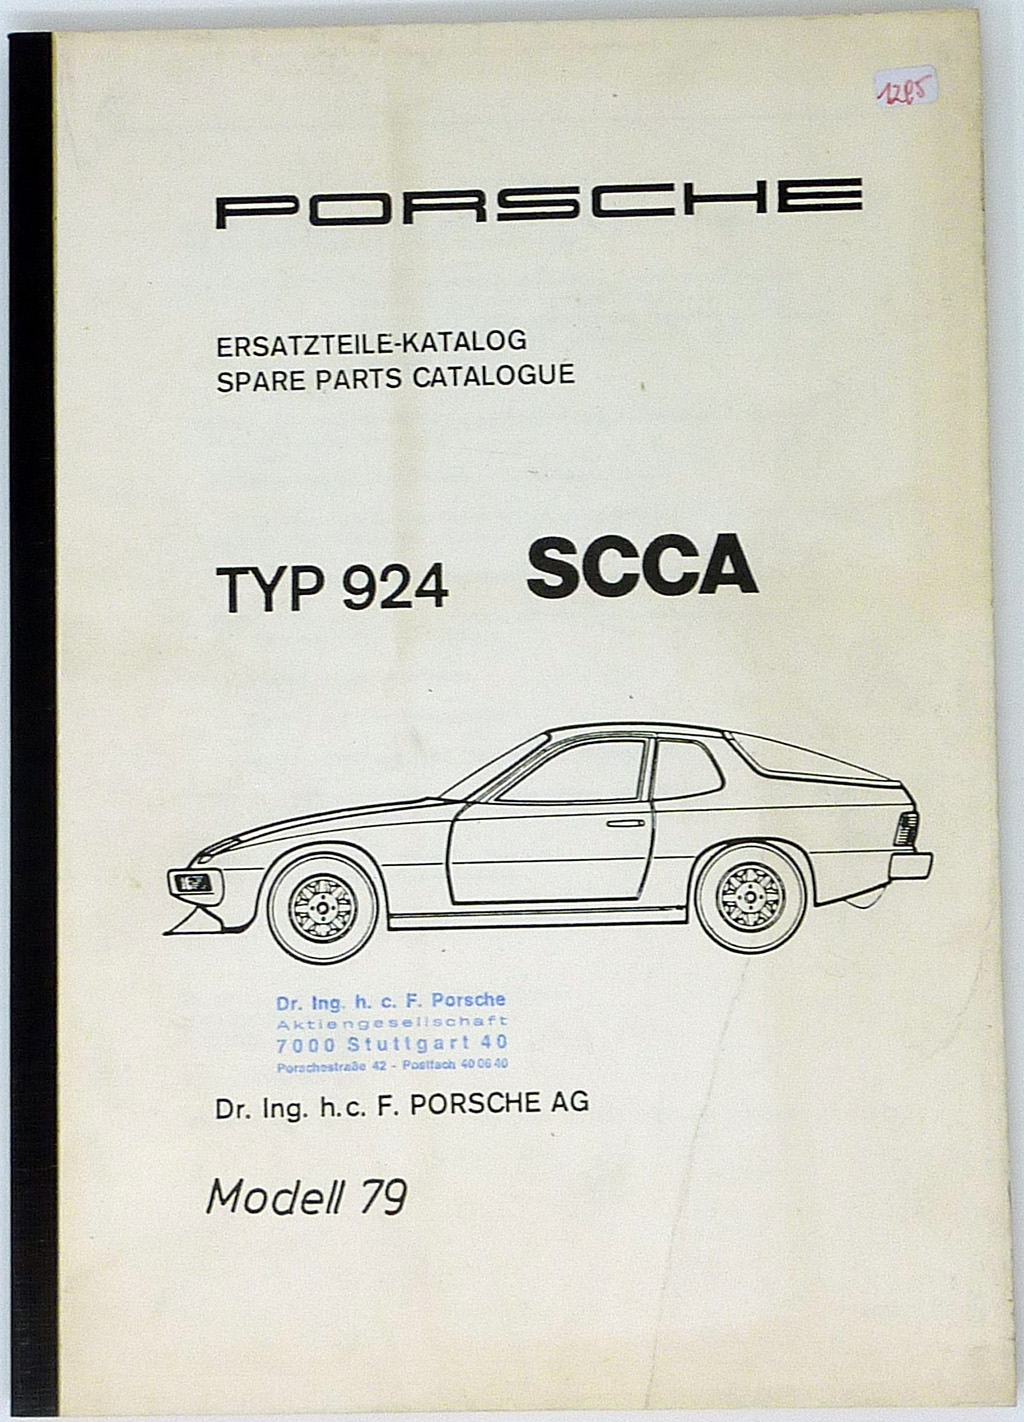 1285
PORSCHE
ERSATZTEILE-KATALOG
SPARE PARTS CATALOGUE
TYP 924 SCCA
Dr. Ing. h. c. F. Porsche
Aktiengesellschaft
7000 Stuttgart 40
Porschestraße 42 - Postfach 40 06 40
Dr. Ing. h.c. F. PORSCHE AG
Modell 79